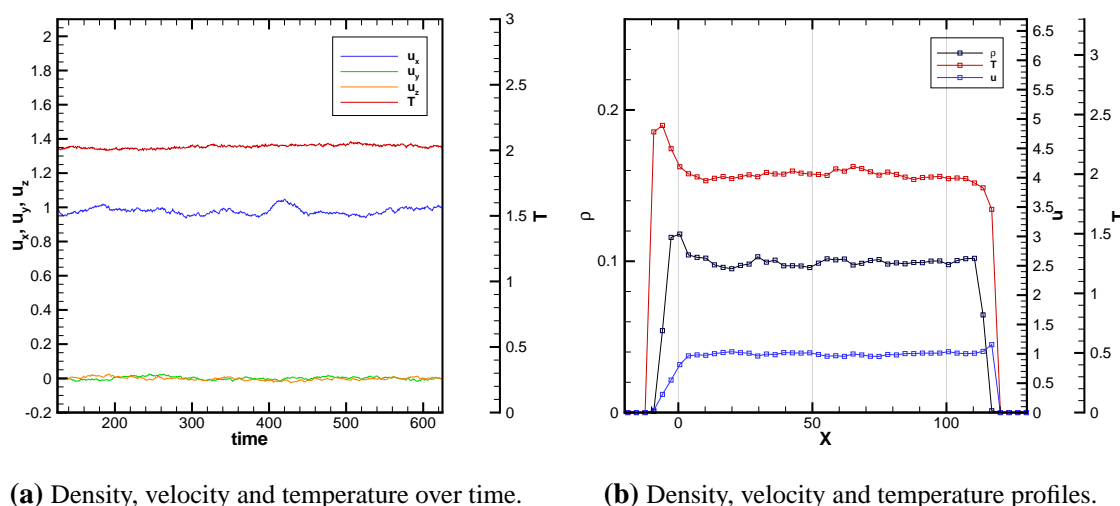 u_x
u_y
u_z
T
u_x, u_y, u_z
2
1.8
1.6
1.4
1.2
1
0.8
0.6
0.4
0.2
0
-0.2
200 300 400 500 600
time
3
2.5
2
1.5
1
0.5
0
T
ρ
T
u
ρ
0.2
0.1
0
0 50 100
X
6.5
6
5.5
5
4.5
4
3.5
3
2.5
2
1.5
1
0.5
0
u
3
2.5
2
1.5
1
0.5
0
T
(a) Density, velocity and temperature over time.
(b) Density, velocity and temperature profiles.